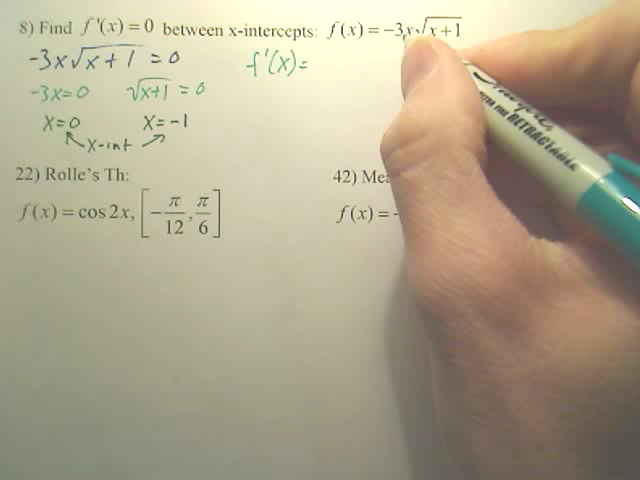 8) Find f '(x) = 0 between x-intercepts: f(x) = −3x√x + 1
-3x√x + 1 = 0
f'(x) =
-3x = 0 √x+1 = 0
x = 0 x = -1
x-int
22) Rolle's Th:
f(x) = cos 2x, [−π/12, π/6]
42)
f(x) = -
RETRACTABLE